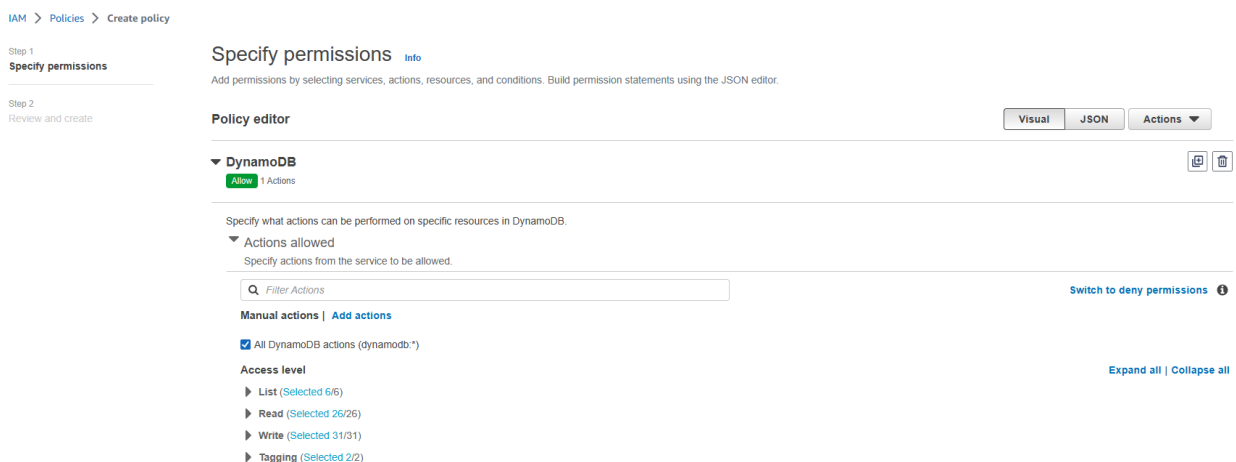 IAM > Policies > Create policy
Step 1
Specify permissions
Step 2
Review and create
Specify permissions Info
Add permissions by selecting services, actions, resources, and conditions. Build permission statements using the JSON editor.
Policy editor
Visual JSON Actions
DynamoDB
Allow 1 Actions
Specify what actions can be performed on specific resources in DynamoDB.
Actions allowed
Specify actions from the service to be allowed.
Filter Actions
Switch to deny permissions
Manual actions | Add actions
All DynamoDB actions (dynamodb:*)
Access level
Expand all | Collapse all
List (Selected 6/6)
Read (Selected 26/26)
Write (Selected 31/31)
Tagging (Selected 2/2)